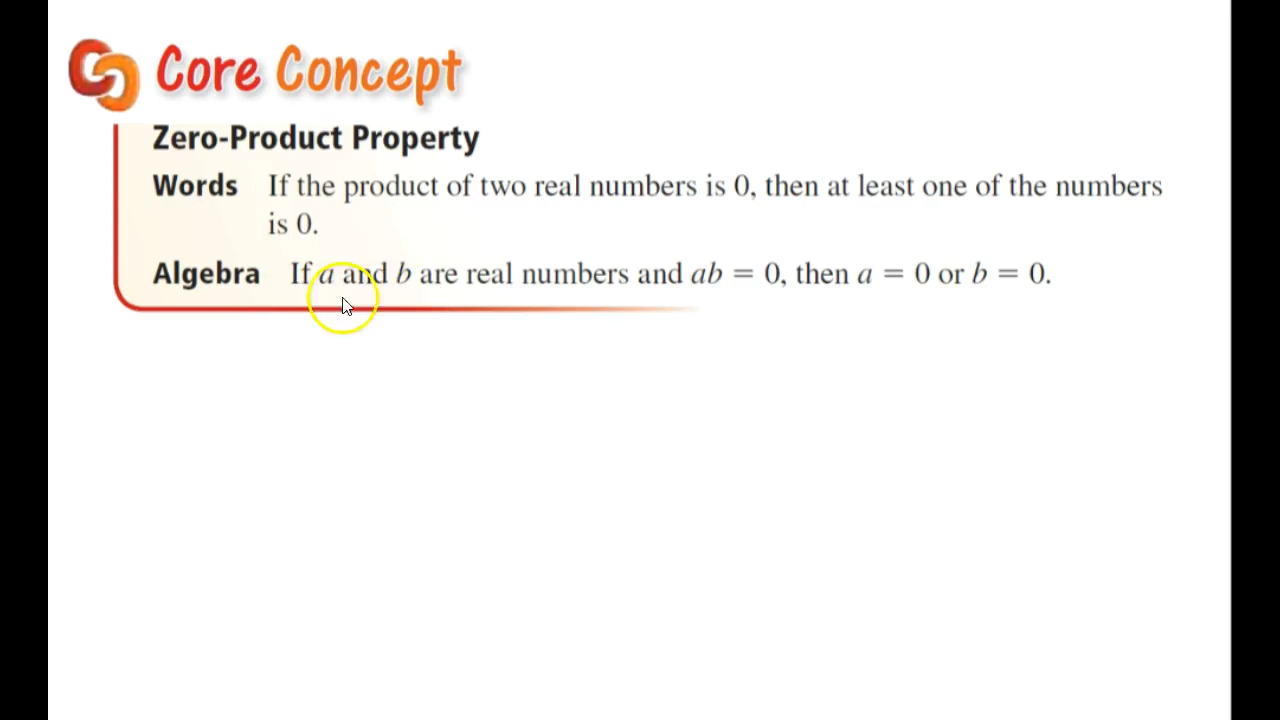 Core Concept
Zero-Product Property
Words If the product of two real numbers is 0, then at least one of the numbers
is 0.
Algebra If a and b are real numbers and ab = 0, then a = 0 or b = 0.